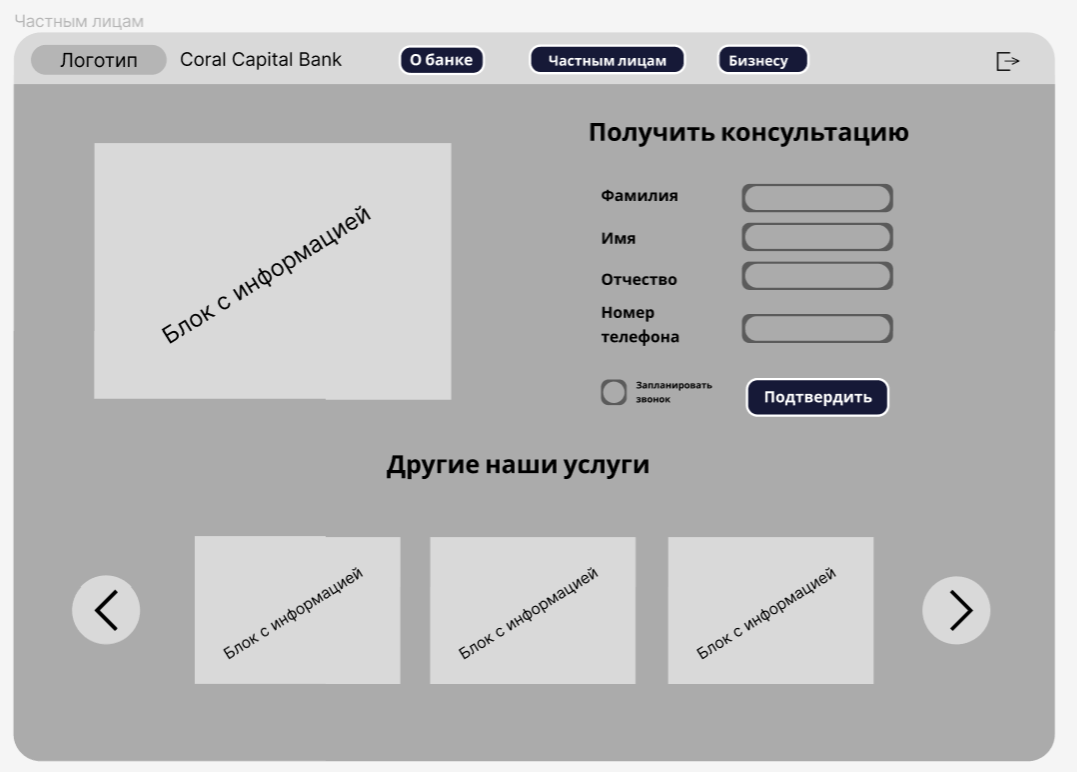 Частным лицам
Логотип
Coral Capital Bank
О банке
Частным лицам
Бизнесу
Получить консультацию
Блок с информацией
Фамилия
Имя
Отчество
Номер
телефона
Запланировать
звонок
Подтвердить
Другие наши услуги
Блок с информацией
Блок с информацией
Блок с информацией